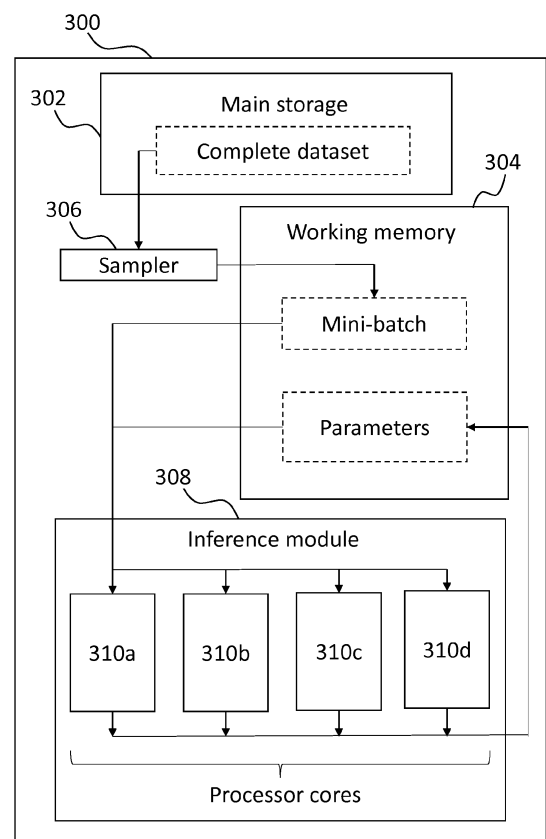 300
302
Main storage
Complete dataset
304
306
Working memory
Sampler
Mini-batch
Parameters
308
Inference module
310a
310b
310c
310d
Processor cores